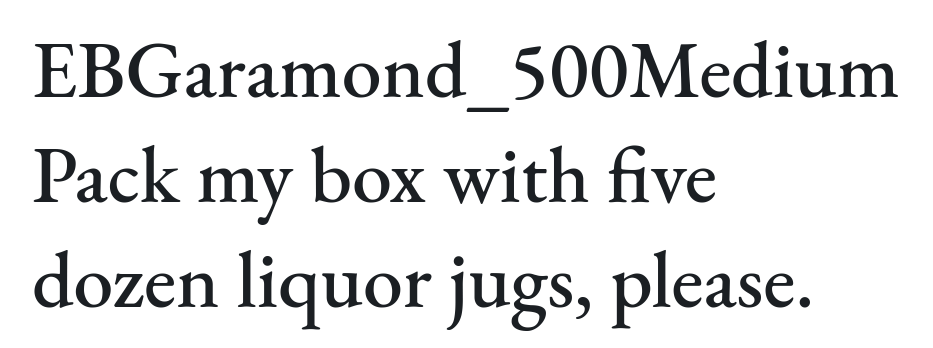 EBGaramond_500Medium
Pack my box with five
dozen liquor jugs, please.